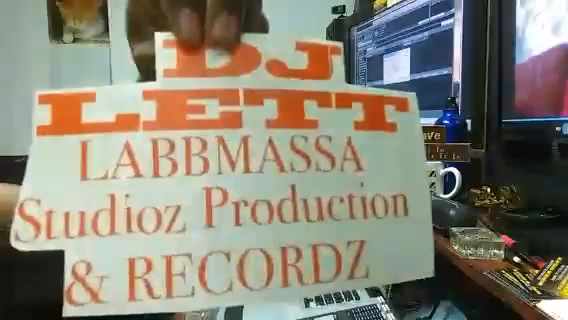 DJ
LETT
LABBMASSA
Studioz Production
& RECORDZ